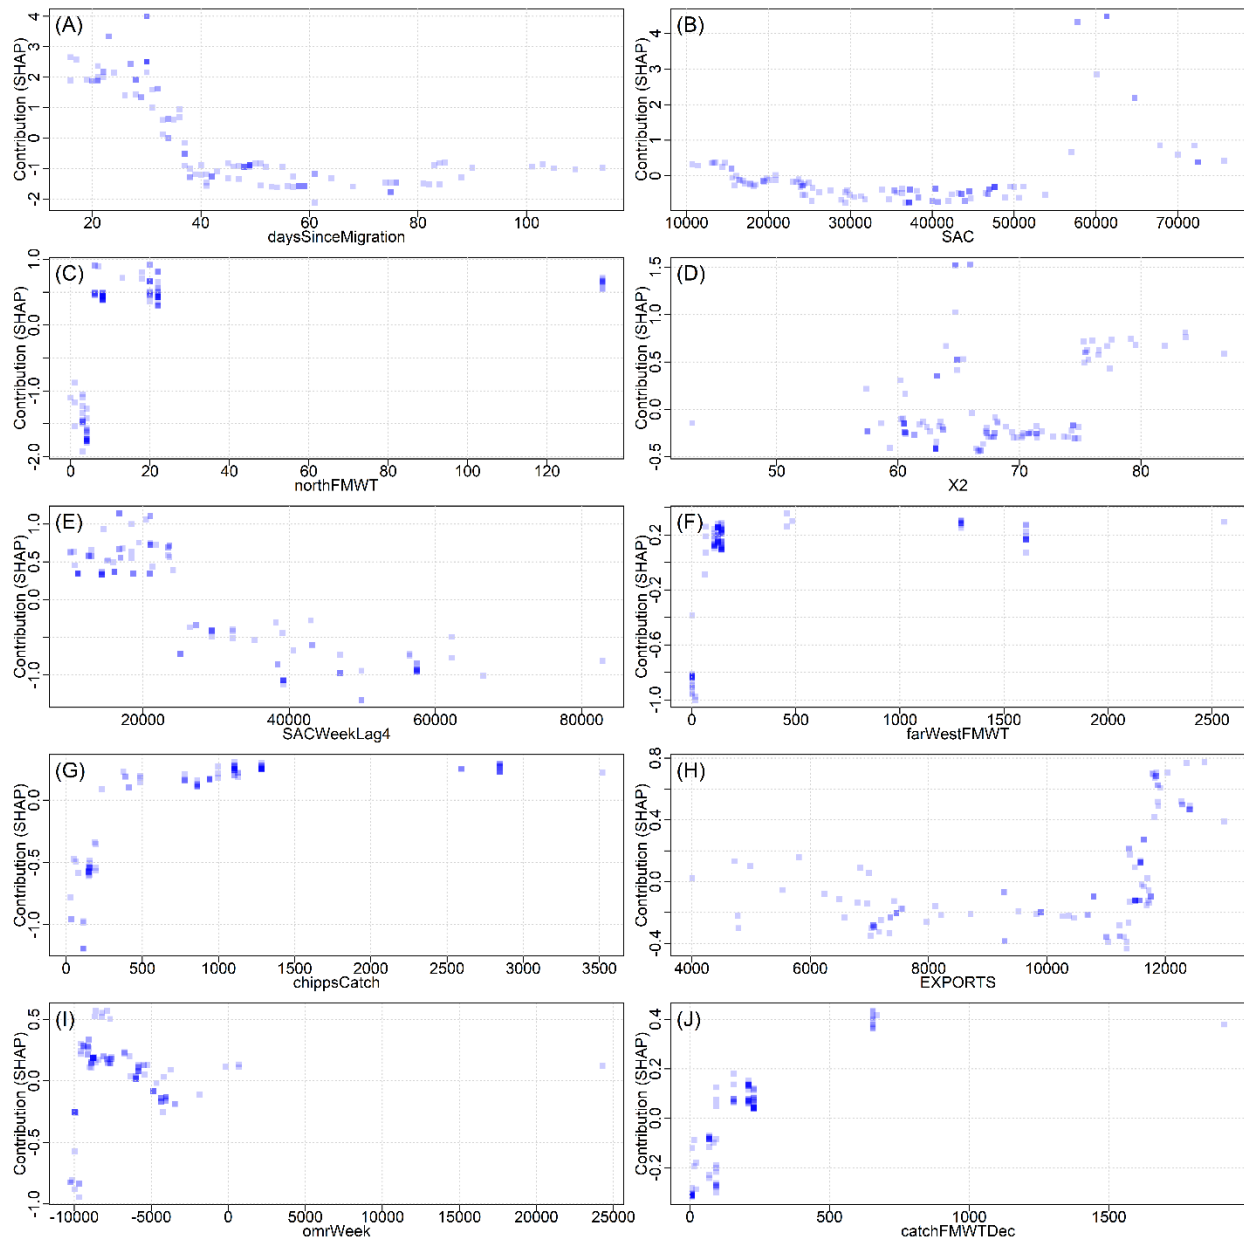 (A)
Contribution (SHAP)
4
3
2
1
0
-1
-2
20 40 60 80 100
daysSinceMigration
(B)
Contribution (SHAP)
4
3
2
1
0
10000 20000 30000 40000 50000 60000 70000
SAC
(C)
Contribution (SHAP)
1.0
0.0
-1.0
-2.0
0 20 40 60 80 100 120
northFMWT
(D)
Contribution (SHAP)
1.5
1.0
0.5
0.0
-0.5
50 60 70 80
X2
(E)
Contribution (SHAP)
1.0
0.5
0.0
-1.0
20000 40000 60000 80000
SACWeekLag4
(F)
Contribution (SHAP)
0.2
-0.2
-0.6
-1.0
0 500 1000 1500 2000 2500
farWestFMWT
(G)
Contribution (SHAP)
0.0
-0.5
-1.0
0 500 1000 1500 2000 2500 3000 3500
chippsCatch
(H)
Contribution (SHAP)
0.8
0.4
0.0
-0.4
4000 6000 8000 10000 12000
EXPORTS
(I)
Contribution (SHAP)
0.5
0.0
-0.5
-1.0
-10000 -5000 0 5000 10000 15000 20000 25000
omrWeek
(J)
Contribution (SHAP)
0.4
0.2
0.0
-0.2
0 500 1000 1500
catchFMWTDec